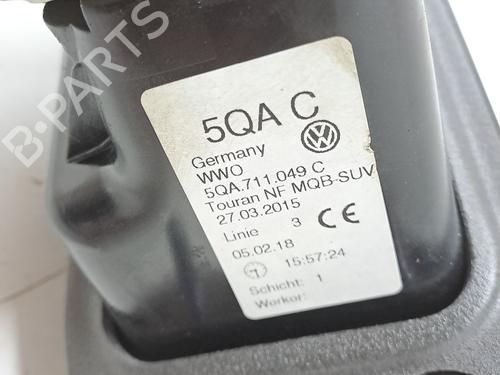 B-PARTS
5QA C
Germany
WWO
5QA.711.049 C
Touran NF MQB-SUV
27.03.2015
Linie 3 CE
05.02.18
15:57:24
Schicht: 1
Werker: